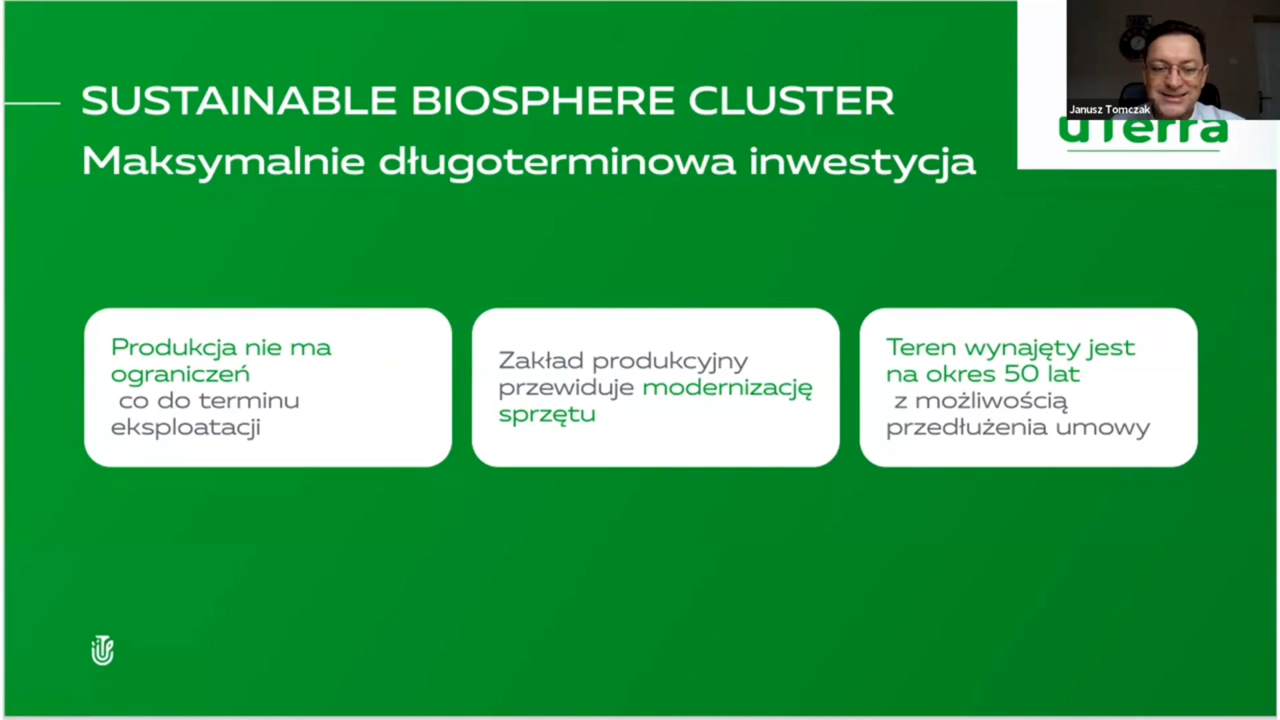 SUSTAINABLE BIOSPHERE CLUSTER
Maksymalnie długoterminowa inwestycja
Janusz Tomczak
uTerra
Produkcja nie ma
ograniczeń
co do terminu
eksploatacji
Zakład produkcyjny
przewiduje modernizację
sprzętu
Teren wynajęty jest
na okres 50 lat
z możliwością
przedłużenia umowy